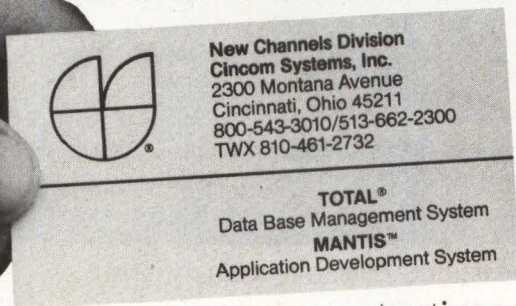 New Channels Division
Cincom Systems, Inc.
2300 Montana Avenue
Cincinnati, Ohio 45211
800-543-3010/513-662-2300
TWX 810-461-2732
®
TOTAL®
Data Base Management System
MANTIS™
Application Development System